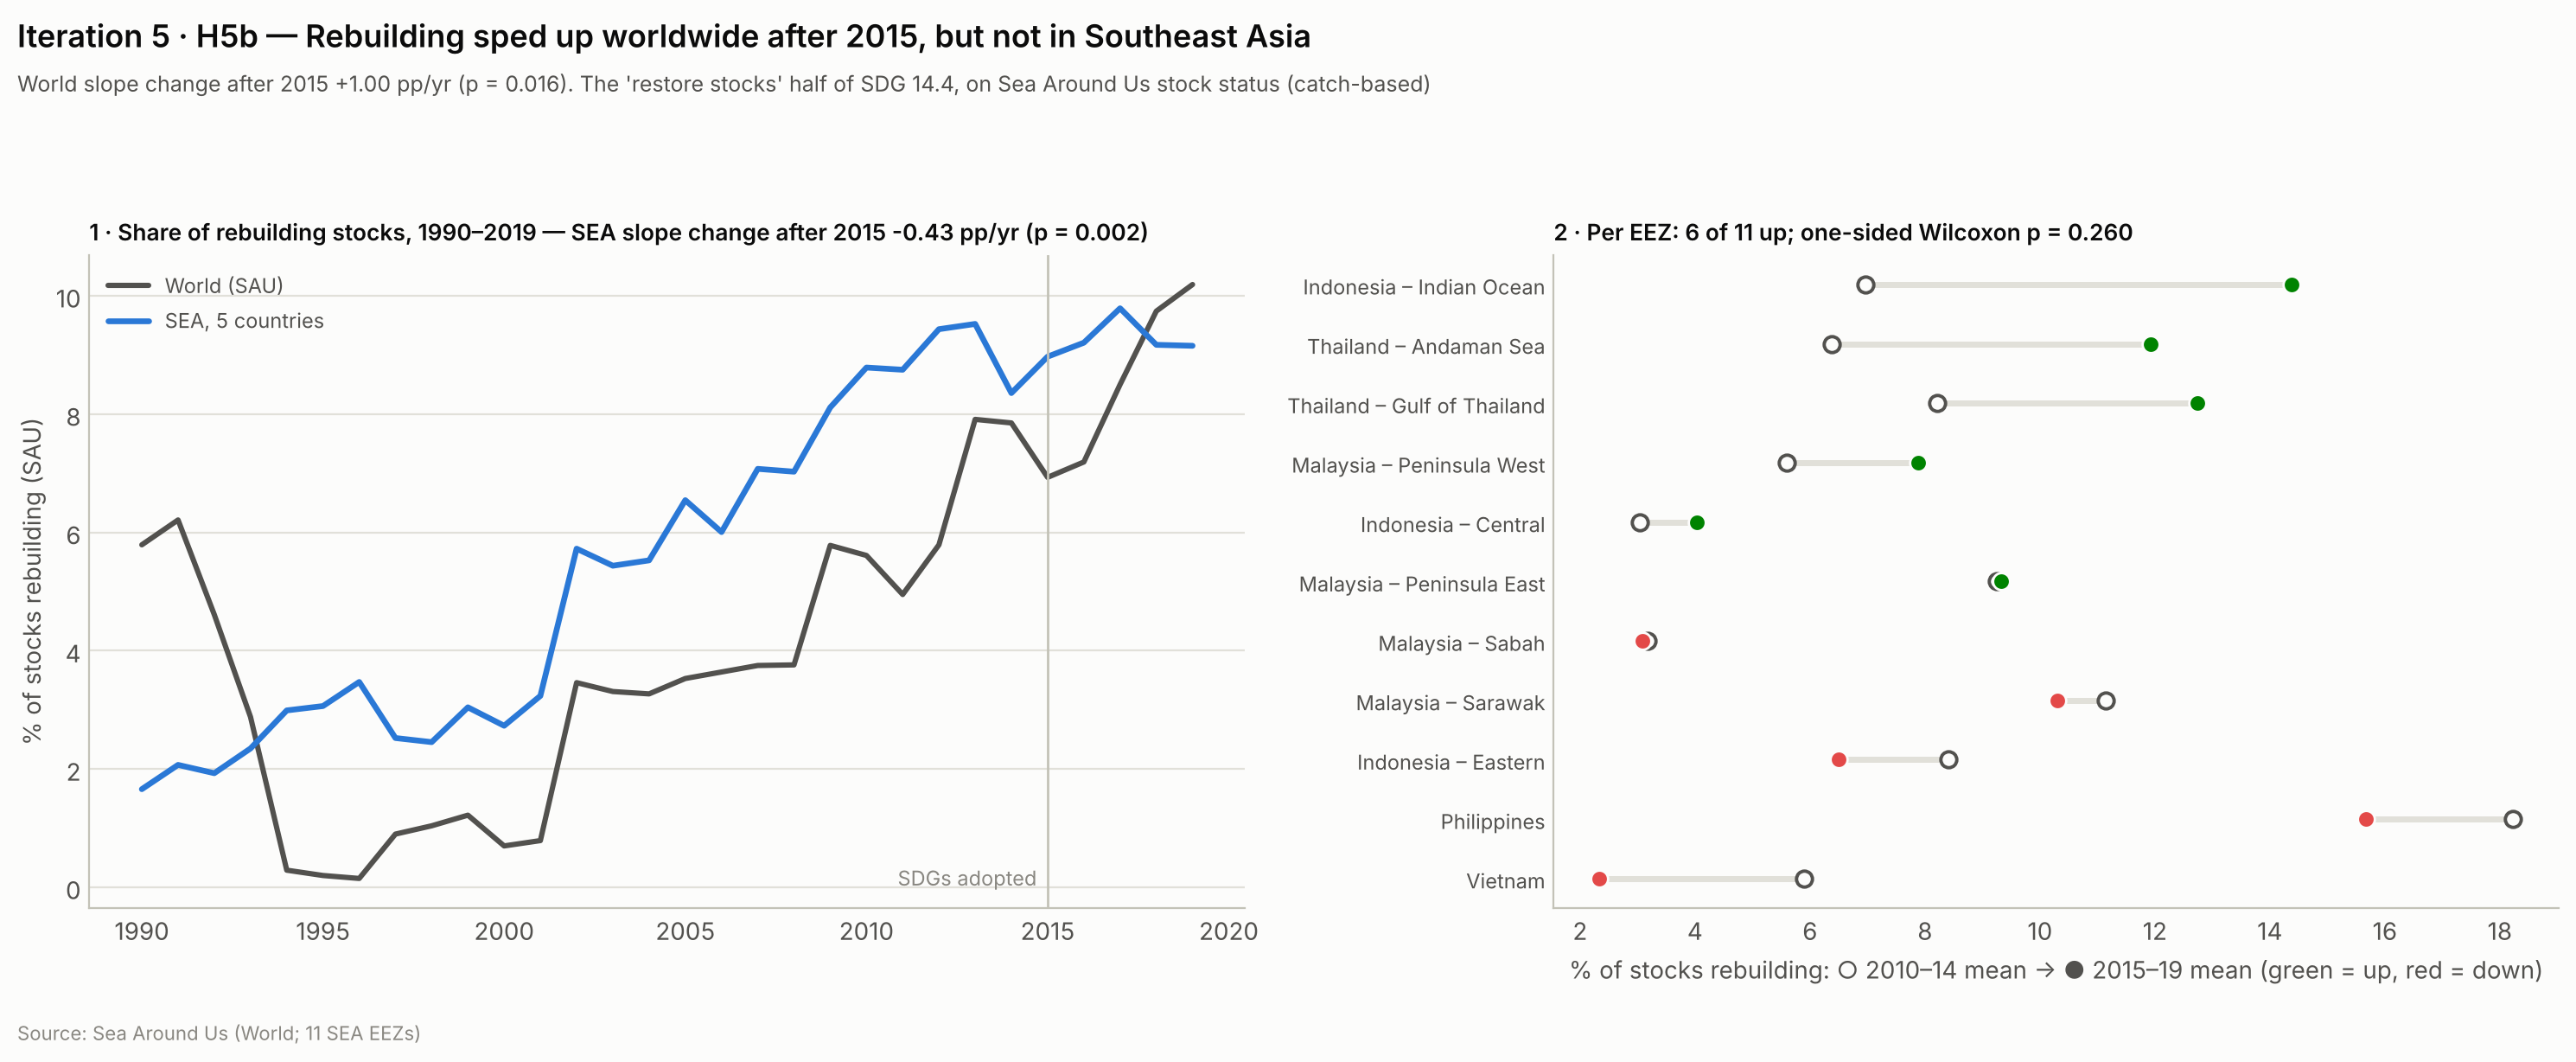 Iteration 5 · H5b — Rebuilding sped up worldwide after 2015, but not in Southeast Asia
World slope change after 2015 +1.00 pp/yr (p = 0.016). The 'restore stocks' half of SDG 14.4, on Sea Around Us stock status (catch-based)
1 · Share of rebuilding stocks, 1990–2019 — SEA slope change after 2015 -0.43 pp/yr (p = 0.002)
World (SAU)
SEA, 5 countries
% of stocks rebuilding (SAU)
10
8
6
4
2
0
SDGs adopted
1990 1995 2000 2005 2010 2015 2020
2 · Per EEZ: 6 of 11 up; one-sided Wilcoxon p = 0.260
Indonesia – Indian Ocean
Thailand – Andaman Sea
Thailand – Gulf of Thailand
Malaysia – Peninsula West
Indonesia – Central
Malaysia – Peninsula East
Malaysia – Sabah
Malaysia – Sarawak
Indonesia – Eastern
Philippines
Vietnam
2 4 6 8 10 12 14 16 18
% of stocks rebuilding: ○ 2010–14 mean → ● 2015–19 mean (green = up, red = down)
Source: Sea Around Us (World; 11 SEA EEZs)